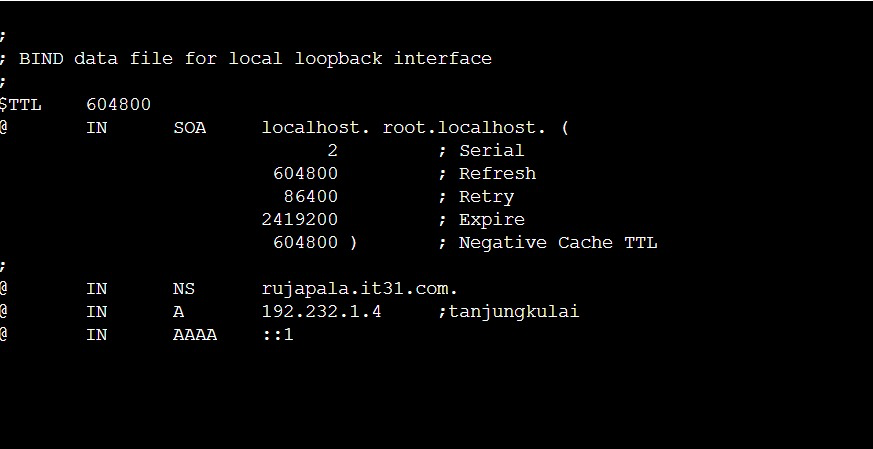 ;
; BIND data file for local loopback interface
;
$TTL    604800
@       IN      SOA     localhost. root.localhost. (
                              2         ; Serial
                         604800         ; Refresh
                          86400         ; Retry
                        2419200         ; Expire
                         604800 )       ; Negative Cache TTL
;
@       IN      NS      rujapala.it31.com.
@       IN      A       192.232.1.4     ;tanjungkulai
@       IN      AAAA    ::1